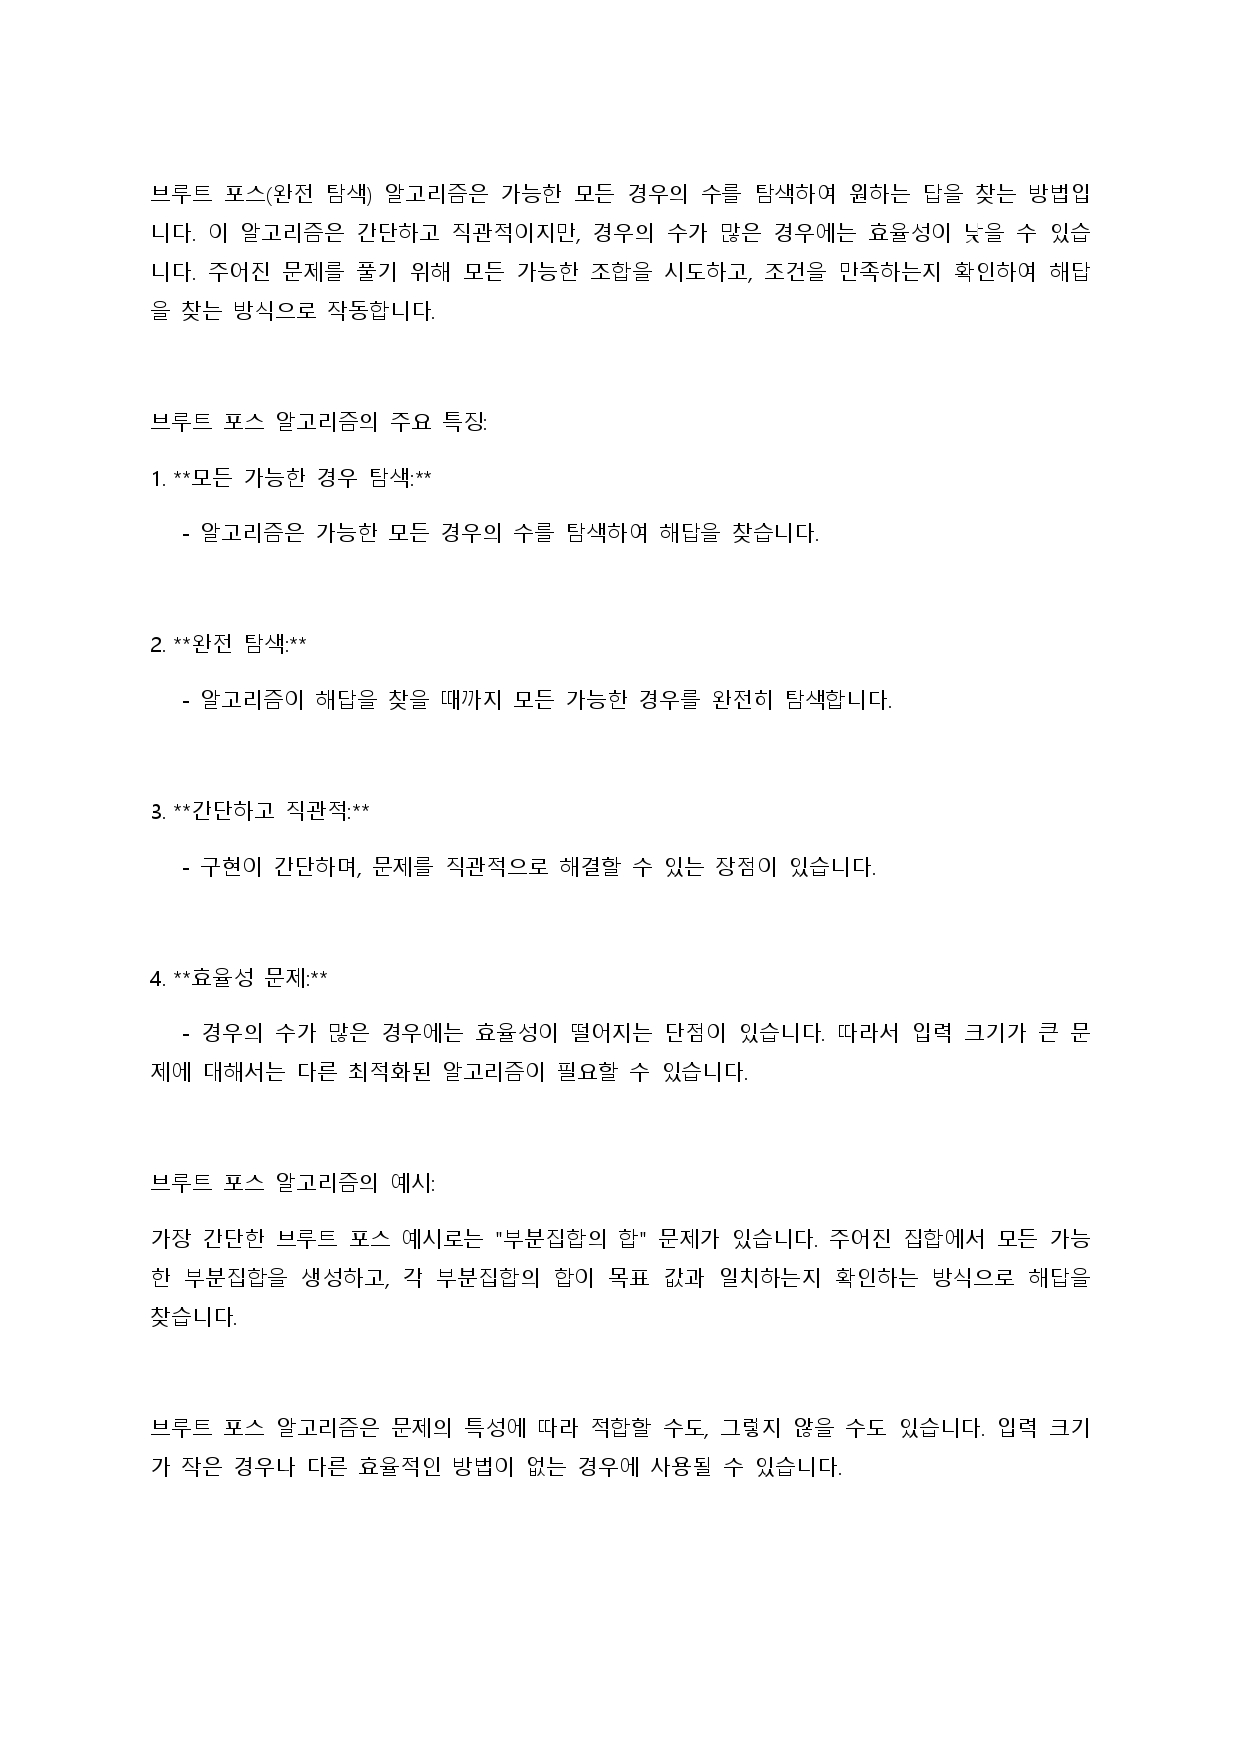 브루트 포스(완전 탐색) 알고리즘은 가능한 모든 경우의 수를 탐색하여 원하는 답을 찾는 방법입
니다. 이 알고리즘은 간단하고 직관적이지만, 경우의 수가 많은 경우에는 효율성이 낮을 수 있습
니다. 주어진 문제를 풀기 위해 모든 가능한 조합을 시도하고, 조건을 만족하는지 확인하여 해답
을 찾는 방식으로 작동합니다.
브루트 포스 알고리즘의 주요 특징:
1. **모든 가능한 경우 탐색:**
- 알고리즘은 가능한 모든 경우의 수를 탐색하여 해답을 찾습니다.
2. **완전 탐색:**
- 알고리즘이 해답을 찾을 때까지 모든 가능한 경우를 완전히 탐색합니다.
3. **간단하고 직관적:**
- 구현이 간단하며, 문제를 직관적으로 해결할 수 있는 장점이 있습니다.
4. **효율성 문제:**
- 경우의 수가 많은 경우에는 효율성이 떨어지는 단점이 있습니다. 따라서 입력 크기가 큰 문
제에 대해서는 다른 최적화된 알고리즘이 필요할 수 있습니다.
브루트 포스 알고리즘의 예시:
가장 간단한 브루트 포스 예시로는 "부분집합의 합" 문제가 있습니다. 주어진 집합에서 모든 가능
한 부분집합을 생성하고, 각 부분집합의 합이 목표 값과 일치하는지 확인하는 방식으로 해답을
찾습니다.
브루트 포스 알고리즘은 문제의 특성에 따라 적합할 수도, 그렇지 않을 수도 있습니다. 입력 크기
가 작은 경우나 다른 효율적인 방법이 없는 경우에 사용될 수 있습니다.